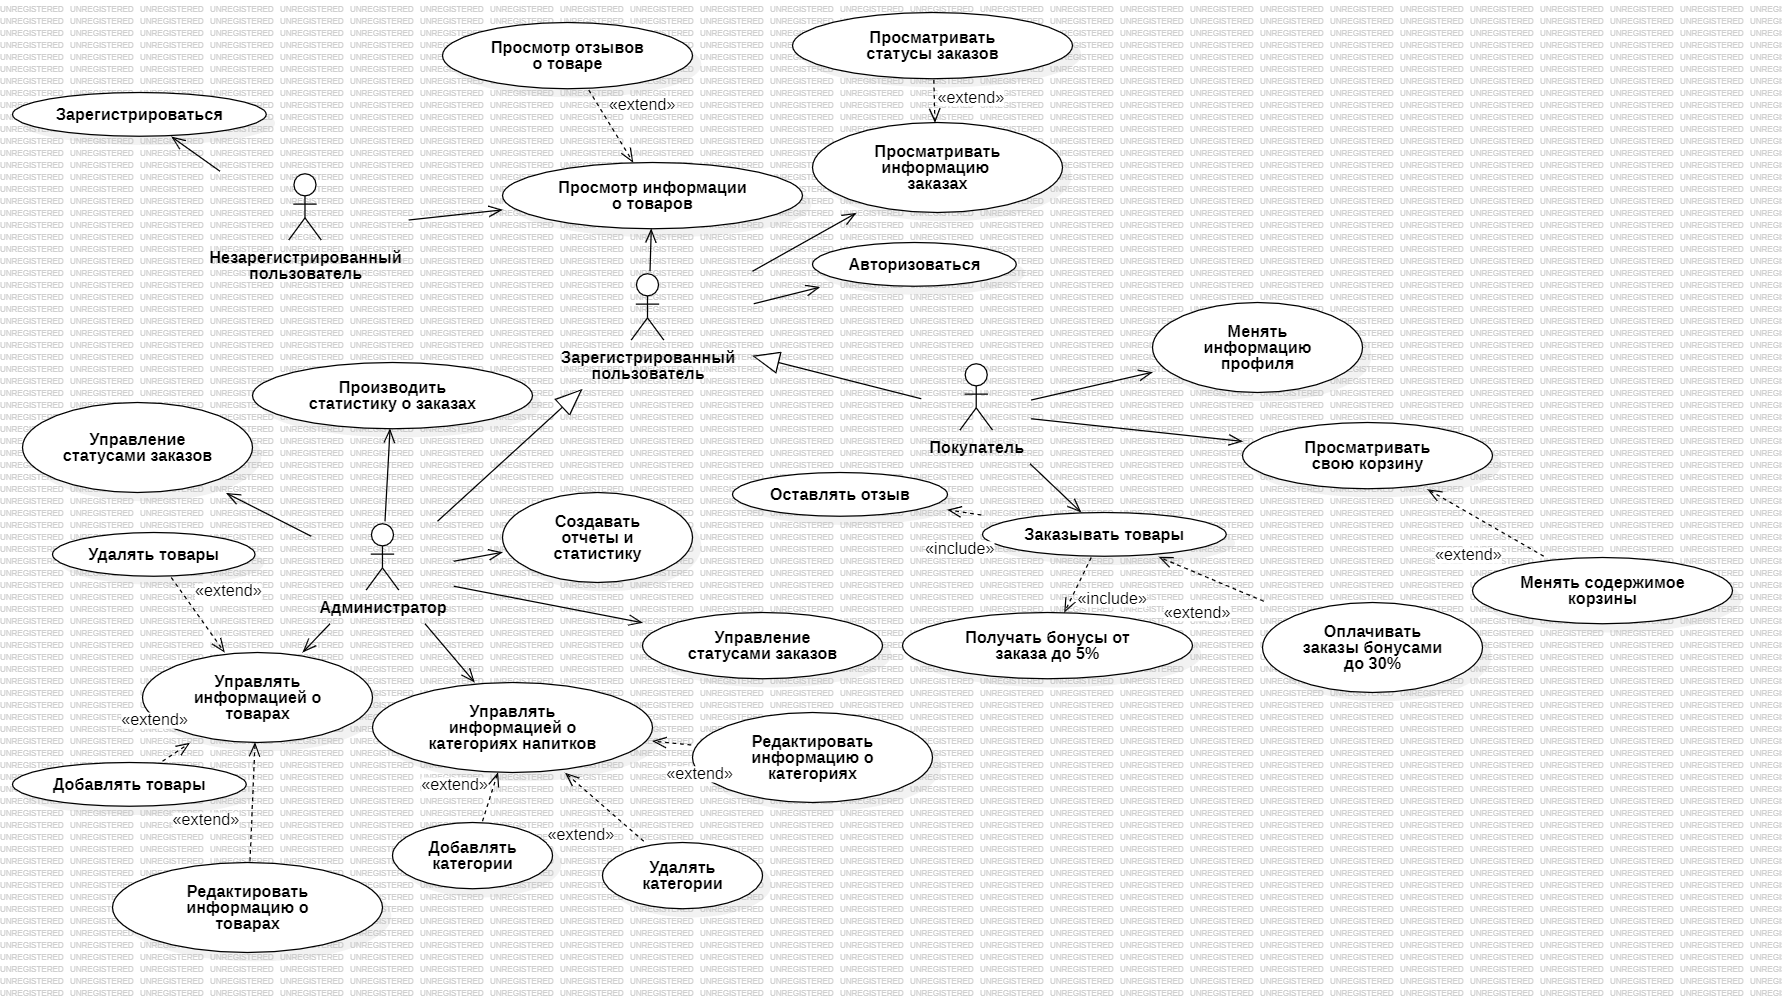 Просмотр отзывов
о товаре
Просматривать
статусы заказов
«extend»
«extend»
Зарегистрироваться
Просматривать
информацию
заказах
Просмотр информации
о товаров
Незарегистрированный
пользователь
Авторизоваться
Зарегистрированный
пользователь
Менять
информацию
профиля
Производить
статистику о заказах
Управление
статусами заказов
Покупатель
Просматривать
свою корзину
Оставлять отзыв
Заказывать товары
«include»
Создавать
отчеты и
статистику
Удалять товары
«extend»
«extend»
Менять содержимое
корзины
Администратор
«include»
«extend»
Управление
статусами заказов
Получать бонусы от
заказа до 5%
Оплачивать
заказы бонусами
до 30%
Управлять
информацией о
товарах
«extend»
Управлять
информацией о
категориях напитков
Редактировать
информацию о
категориях
«extend»
Добавлять товары
«extend»
«extend»
«extend»
Добавлять
категории
Удалять
категории
Редактировать
информацию о
товарах
UNREGISTERED